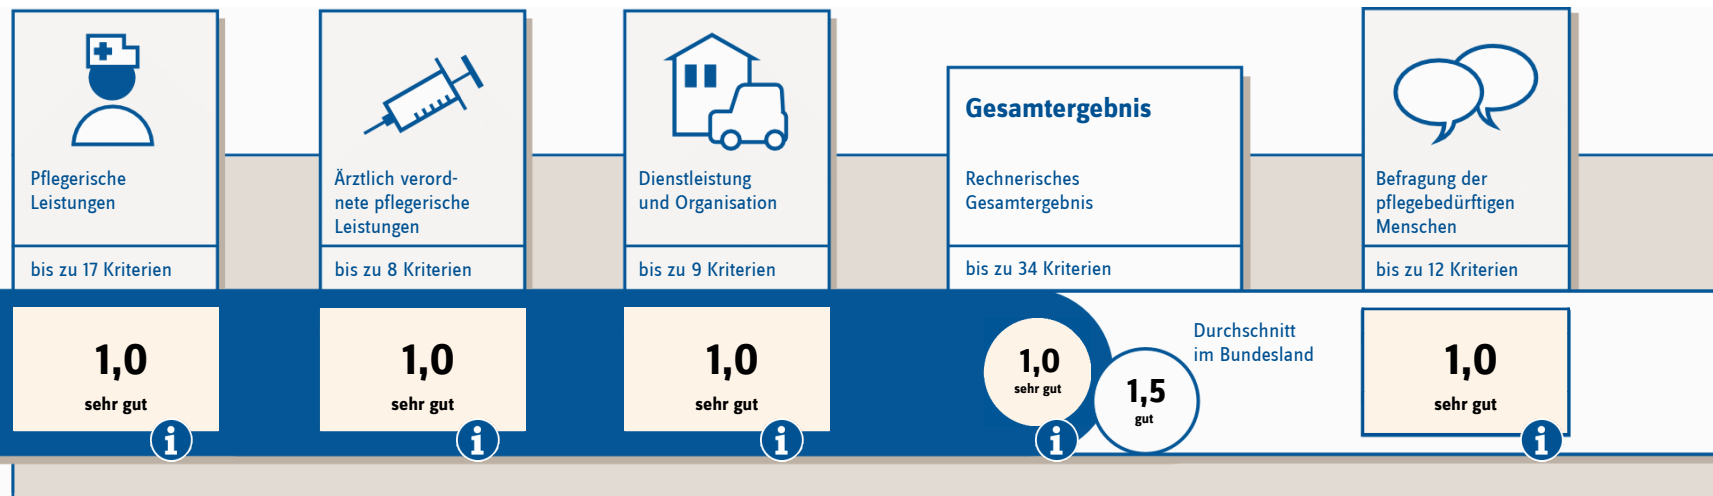 Pflegerische
Leistungen
bis zu 17 Kriterien
1,0
sehr gut
i
Ärztlich verord-
nete pflegerische
Leistungen
bis zu 8 Kriterien
1,0
sehr gut
i
Dienstleistung
und Organisation
bis zu 9 Kriterien
1,0
sehr gut
i
Gesamtergebnis
Rechnerisches
Gesamtergebnis
bis zu 34 Kriterien
1,0
sehr gut
i
1,5
gut
Durchschnitt
im Bundesland
Befragung der
pflegebedürftigen
Menschen
bis zu 12 Kriterien
1,0
sehr gut
i